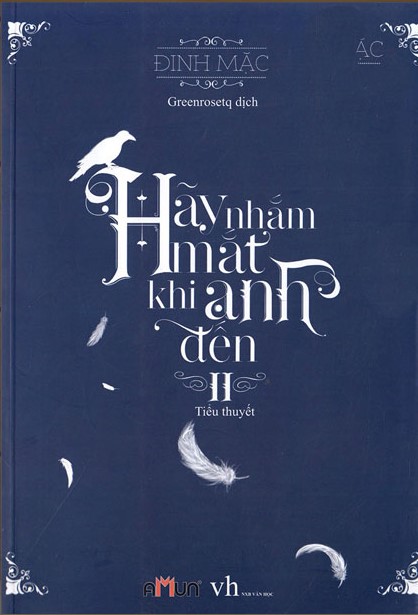 ĐINH MẶC
ÁC
Greenrosetq dịch
Hãy nhắm
mắt
khi anh
đến
II
Tiểu thuyết
AMUN®
vh NXB VĂN HỌC